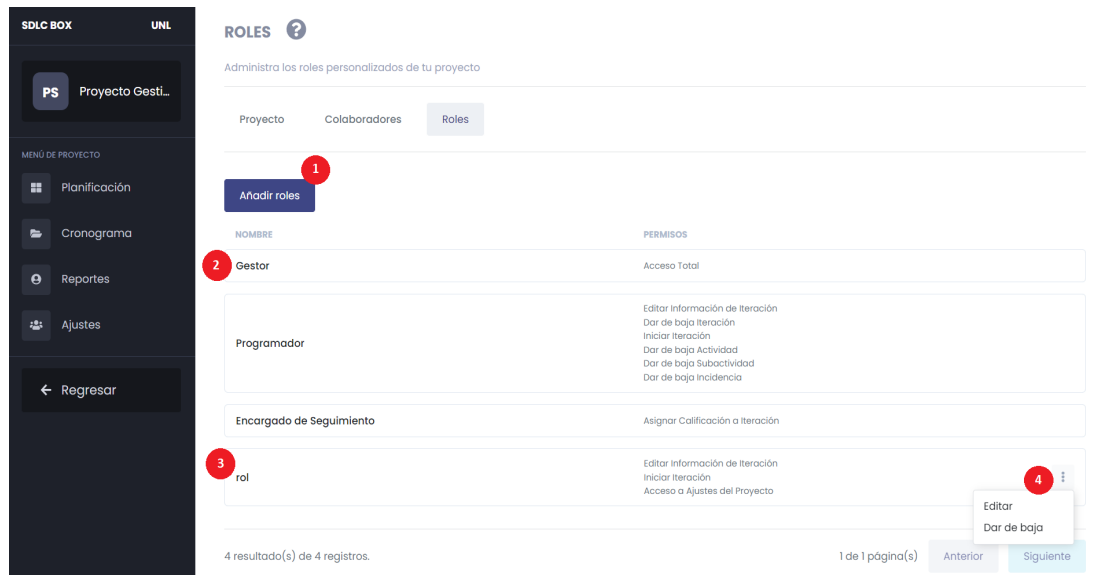 SDLC BOX UNL
PS Proyecto Gesti...
MENÚ DE PROYECTO
Planificación
Cronograma
Reportes
Ajustes
Regresar
ROLES ?
Administra los roles personalizados de tu proyecto
Proyecto Colaboradores Roles
1
Añadir roles
NOMBRE PERMISOS
2 Gestor Acceso Total
Programador
Editar Información de Iteración
Dar de baja Iteración
Iniciar Iteración
Dar de baja Actividad
Dar de baja Subactividad
Dar de baja Incidencia
Encargado de Seguimiento Asignar Calificación a Iteración
3
rol
Editar Información de Iteración
Iniciar Iteración
Acceso a Ajustes del Proyecto
4
Editar
Dar de baja
4 resultado(s) de 4 registros. 1 de 1 página(s) Anterior Siguiente